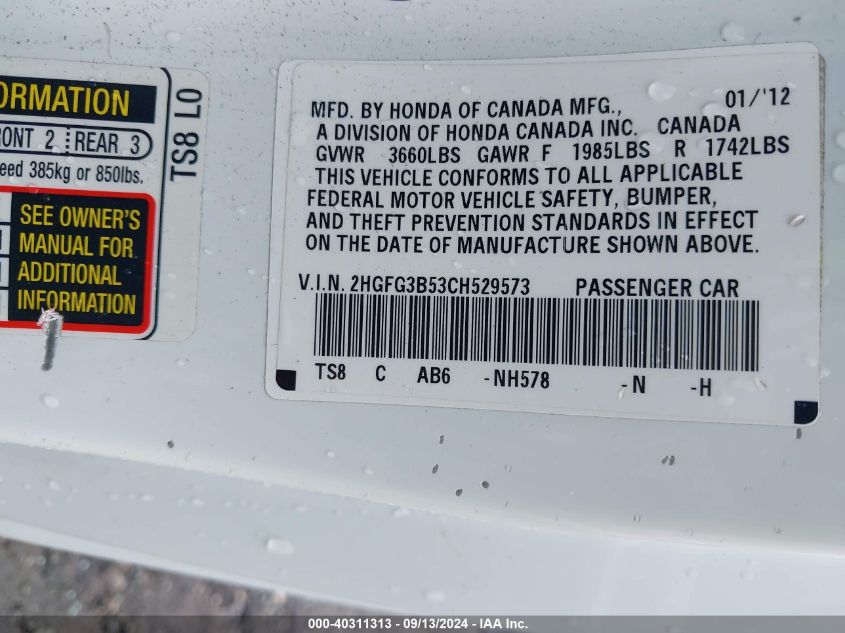 ORMATION
RONT 2 REAR 3
eed 385kg or 850lbs.
SEE OWNER'S
MANUAL FOR
ADDITIONAL
INFORMATION
TS8 L0
MFD. BY HONDA OF CANADA MFG., 01/'12
A DIVISION OF HONDA CANADA INC. CANADA
GVWR 3660LBS GAWR F 1985LBS R 1742LBS
THIS VEHICLE CONFORMS TO ALL APPLICABLE
FEDERAL MOTOR VEHICLE SAFETY, BUMPER,
AND THEFT PREVENTION STANDARDS IN EFFECT
ON THE DATE OF MANUFACTURE SHOWN ABOVE.
V.I.N. 2HGFG3B53CH529573 PASSENGER CAR
TS8 C AB6 -NH578 -N -H
000-40311313 - 09/13/2024 - IAA Inc.